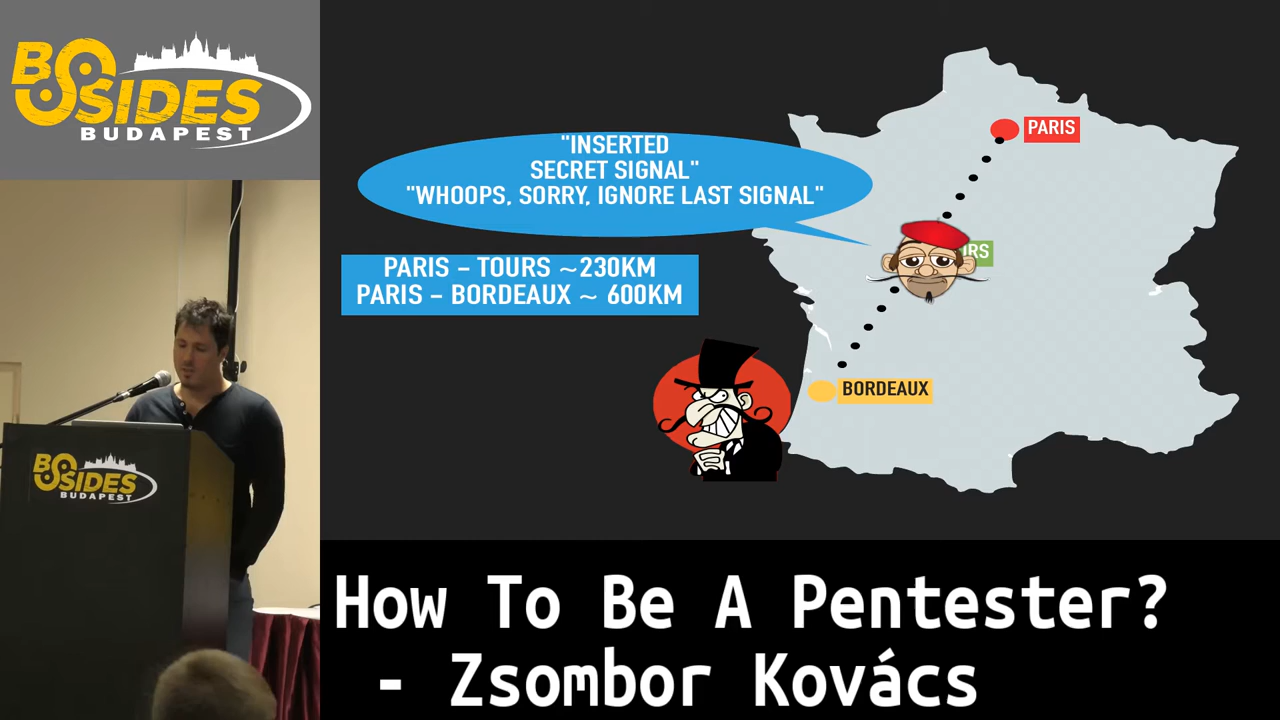 BSIDES
BUDAPEST
"INSERTED
SECRET SIGNAL"
"WHOOPS, SORRY, IGNORE LAST SIGNAL"
PARIS – TOURS ~230KM
PARIS – BORDEAUX ~ 600KM
PARIS
RS
BORDEAUX
BSIDES
BUDAPEST
How To Be A Pentester?
- Zsombor Kovács